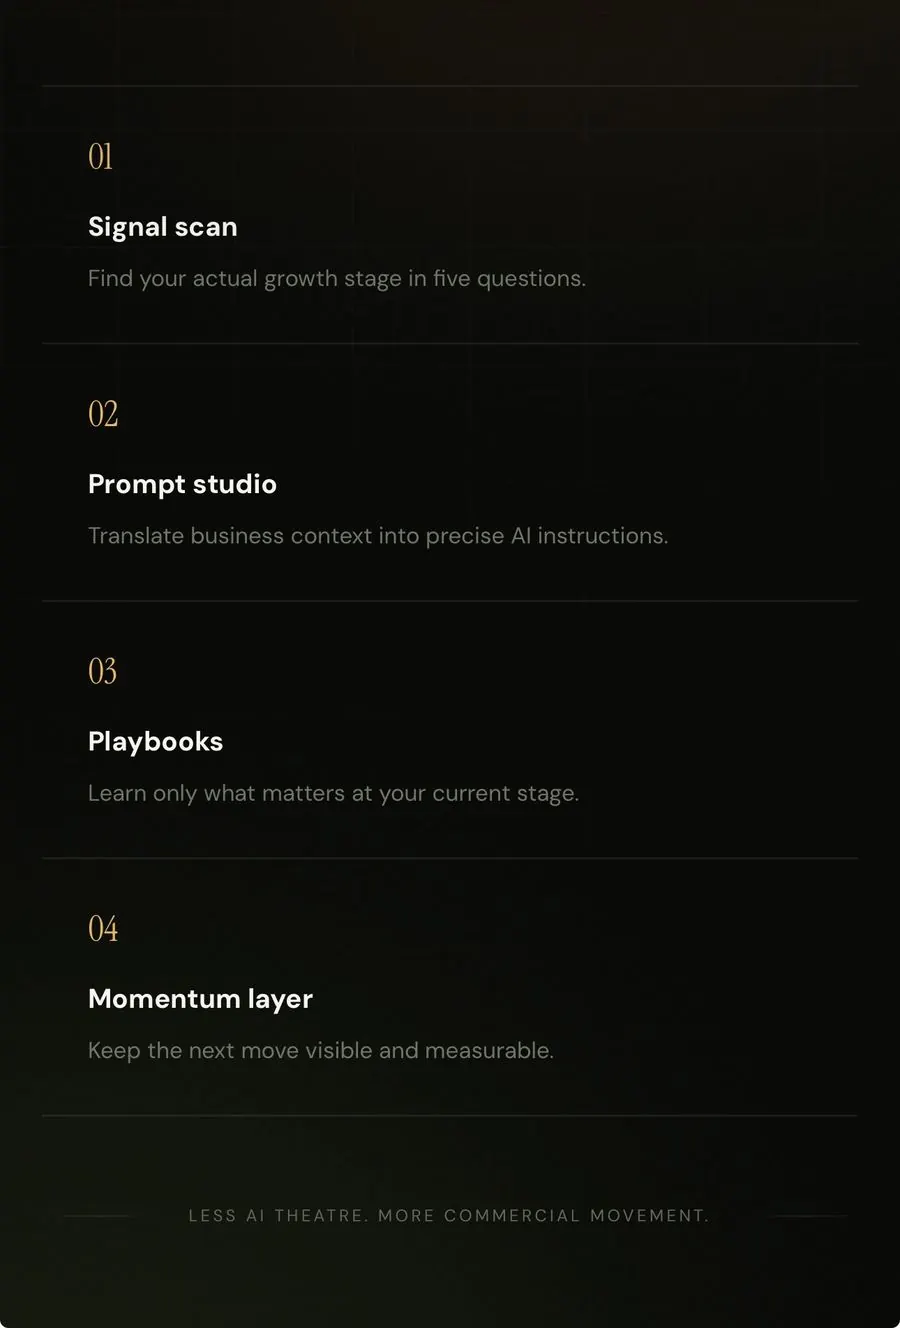 01
Signal scan
Find your actual growth stage in five questions.
02
Prompt studio
Translate business context into precise AI instructions.
03
Playbooks
Learn only what matters at your current stage.
04
Momentum layer
Keep the next move visible and measurable.
LESS AI THEATRE. MORE COMMERCIAL MOVEMENT.